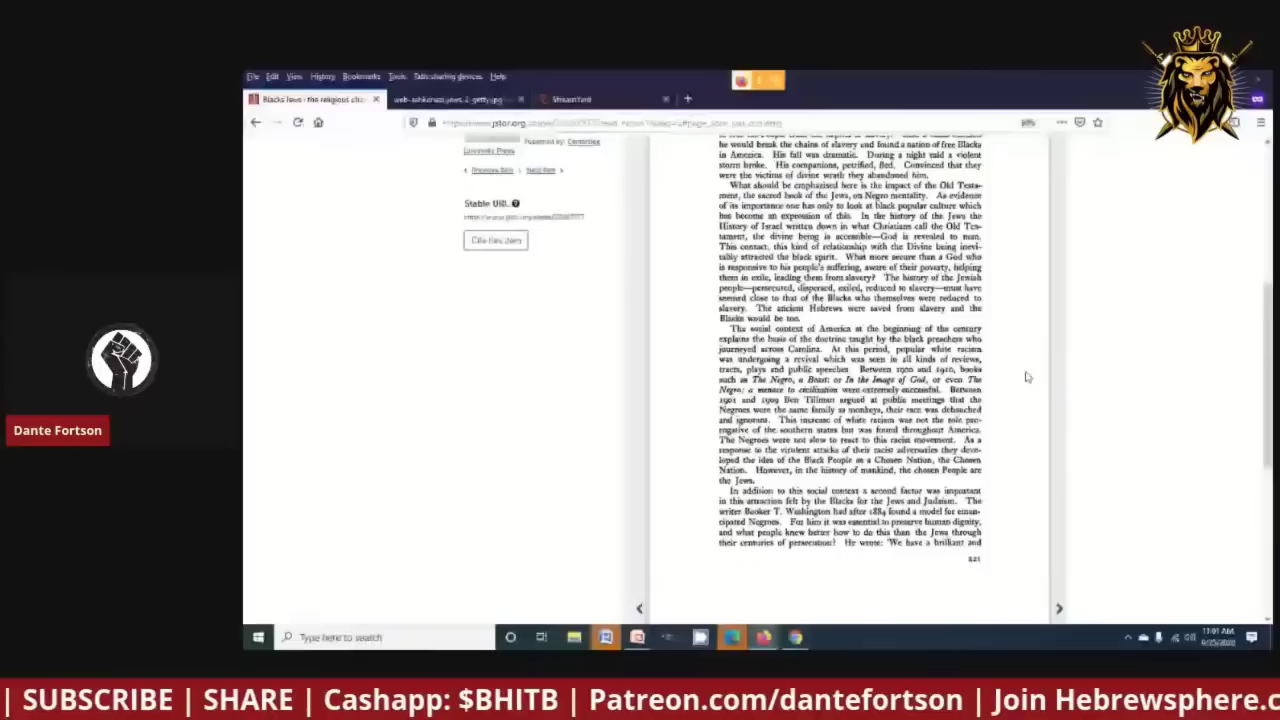 File Edit View History Bookmarks Tools Help
Blacks Jews : the religious cha
StreamYard
Published by:
University Press
Previous Item | Next Item
Stable URL:
Cite this Item
he would break the chains of slavery and found a nation of free Blacks
in America. His fall was dramatic. During a night raid a violent
storm broke. His companions, petrified, fled. Convinced that they
were the victims of divine wrath they abandoned him.
What should be emphasized here is the impact of the Old Testa-
ment, the sacred book of the Jews, on Negro mentality. As evidence
of its importance one has only to look at black popular culture which
has become an expression of this. In the history of the Jews the
History of Israel written down in what Christians call the Old Tes-
tament, the divine being is accessible—God is revealed to man.
This contact, this kind of relationship with the Divine being inevi-
tably attracted the black spirit. What more secure than a God who
is responsive to his people's suffering, aware of their poverty, helping
them in exile, leading them from slavery? The history of the Jewish
people—persecuted, dispersed, exiled, reduced to slavery—must have
seemed close to that of the Blacks who themselves were reduced to
slavery. The ancient Hebrews were saved from slavery and the
Blacks would be too.
The social context of America at the beginning of the century
explains the basis of the doctrine taught by the black preachers who
journeyed across Carolina. At this period, popular white racism
was undergoing a revival which was seen in all kinds of reviews,
tracts, plays and public speeches. Between 1900 and 1910, books
such as The Negro, a Beast: or In the Image of God, or even The
Negro: a menace to civilization were extremely successful. Between
1901 and 1909 Ben Tillman argued at public meetings that the
Negroes were the same family as monkeys, their race was debauched
and ignorant. This increase of white racism was not the sole pre-
rogative of the southern states but was found throughout America.
The Negroes were not slow to react to this racist movement. As a
response to the virulent attacks of their racist adversaries they deve-
loped the idea of the Black People as a Chosen Nation, the Chosen
Nation. However, in the history of mankind, the chosen People are
the Jews.
In addition to this social context a second factor was important
in this attraction felt by the Blacks for the Jews and Judaism. The
writer Booker T. Washington had after 1884 found a model for eman-
cipated Negroes. For him it was essential to preserve human dignity,
and what people knew better how to do this than the Jews through
their centuries of persecution? He wrote: 'We have a brilliant and
Dante Fortson
Type here to search
11:01 AM
| SUBSCRIBE | SHARE | Cashapp: $BHITB | Patreon.com/dantefortson | Join Hebrewsphere.c